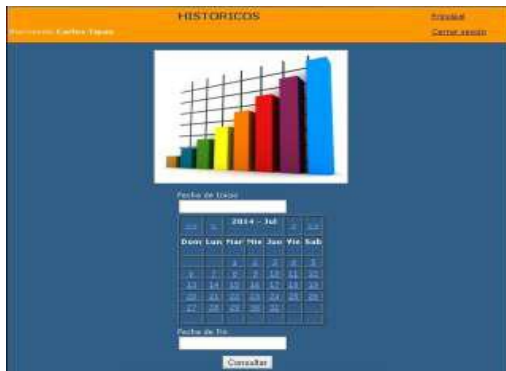 HISTORICOS
Principal
Carlos Tapia
Cerrar sesión
Fecha de Inicio
<< < 2014 - Jul > >>
Dom Lun Mar Mie Jue Vie Sab
1 2 3 4 5
6 7 8 9 10 11 12
13 14 15 16 17 18 19
20 21 22 23 24 25 26
27 28 29 30 31
Fecha de Fin
Consultar